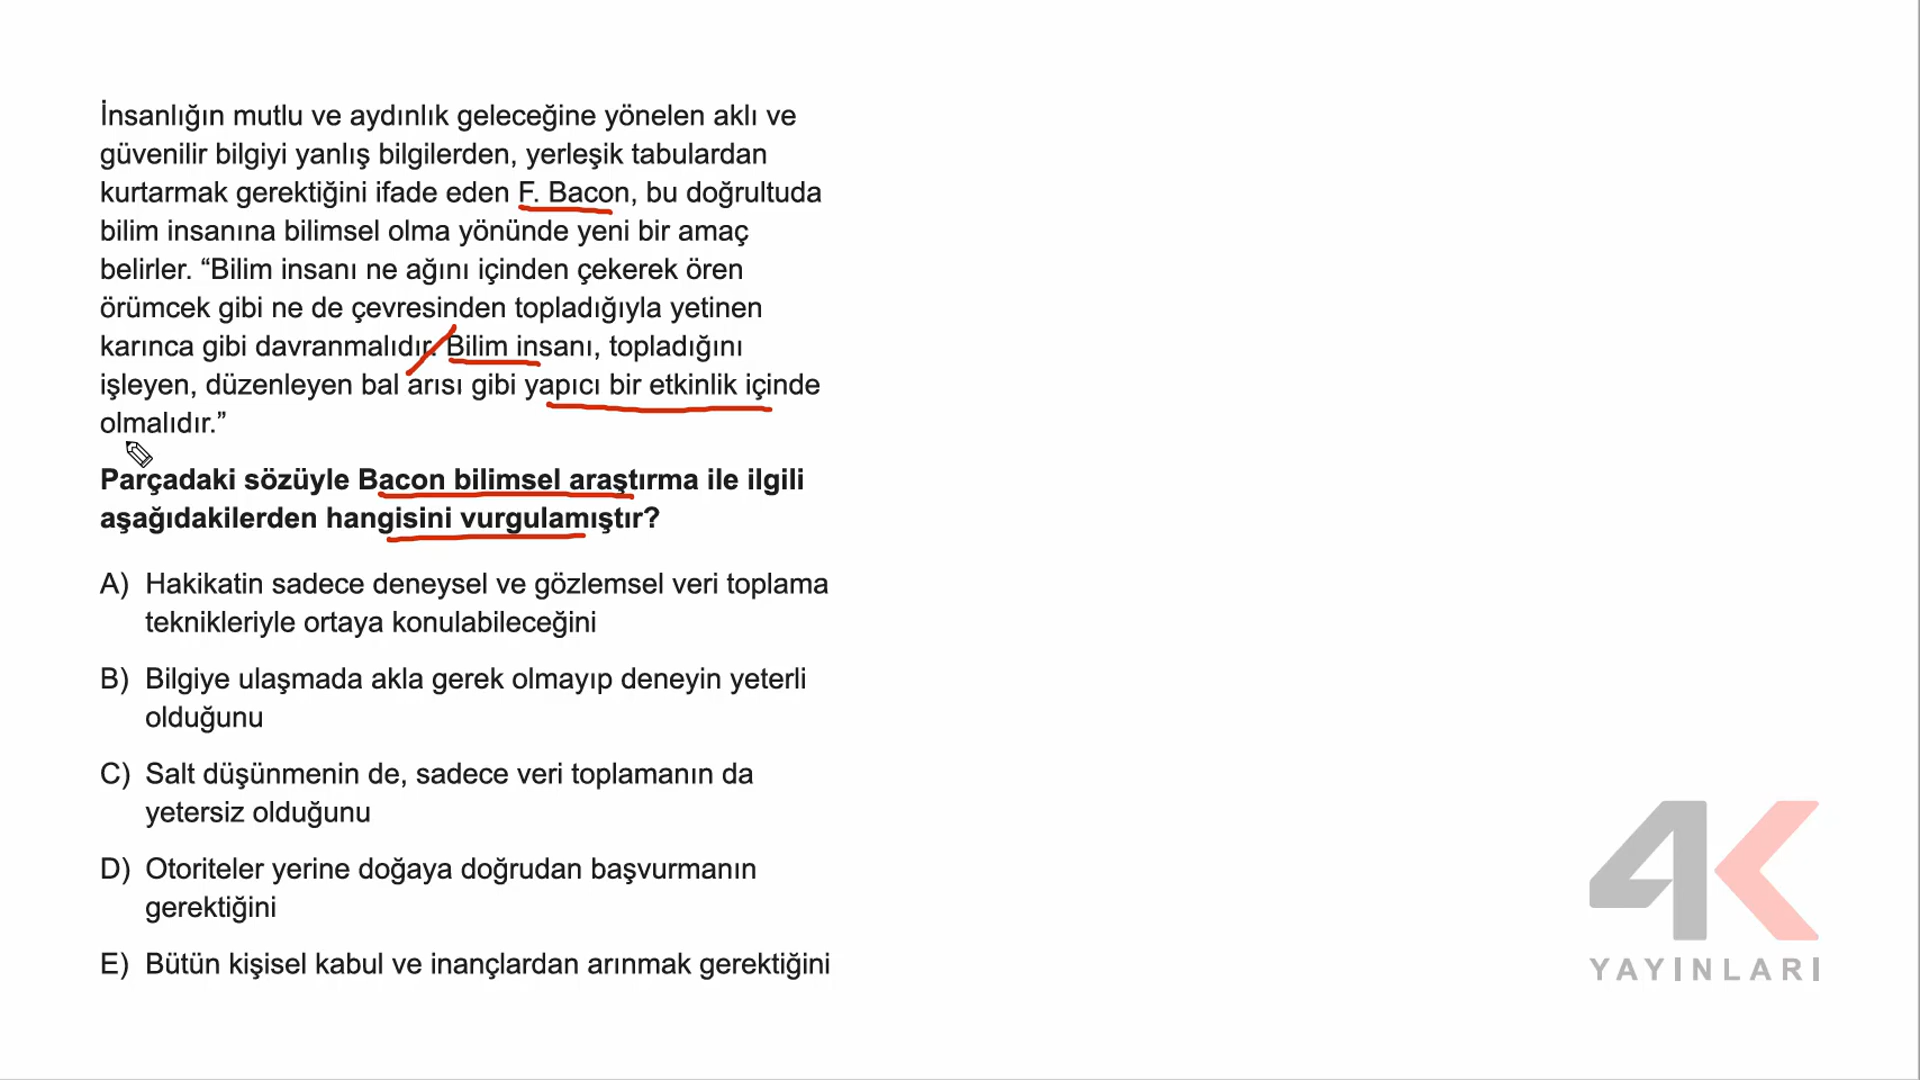 İnsanlığın mutlu ve aydınlık geleceğine yönelen aklı ve
güvenilir bilgiyi yanlış bilgilerden, yerleşik tabulardan
kurtarmak gerektiğini ifade eden F. Bacon, bu doğrultuda
bilim insanına bilimsel olma yönünde yeni bir amaç
belirler. “Bilim insanı ne ağını içinden çekerek ören
örümcek gibi ne de çevresinden topladığıyla yetinen
karınca gibi davranmalıdır. Bilim insanı, topladığını
işleyen, düzenleyen bal arısı gibi yapıcı bir etkinlik içinde
olmalıdır.”
Parçadaki sözüyle Bacon bilimsel araştırma ile ilgili
aşağıdakilerden hangisini vurgulamıştır?
A) Hakikatin sadece deneysel ve gözlemsel veri toplama
teknikleriyle ortaya konulabileceğini
B) Bilgiye ulaşmada akla gerek olmayıp deneyin yeterli
olduğunu
C) Salt düşünmenin de, sadece veri toplamanın da
yetersiz olduğunu
D) Otoriteler yerine doğaya doğrudan başvurmanın
gerektiğini
E) Bütün kişisel kabul ve inançlardan arınmak gerektiğini
4K
YAYINLARI